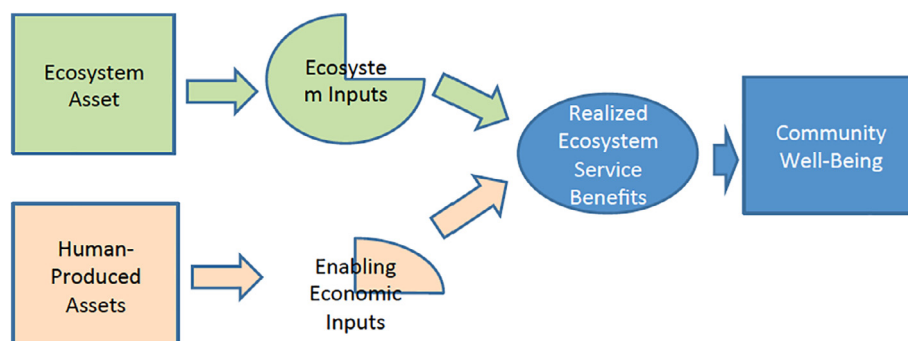 Ecosystem
Asset
Ecosyste
m Inputs
Realized
Ecosystem
Service
Benefits
Community
Well-Being
Human-
Produced
Assets
Enabling
Economic
Inputs